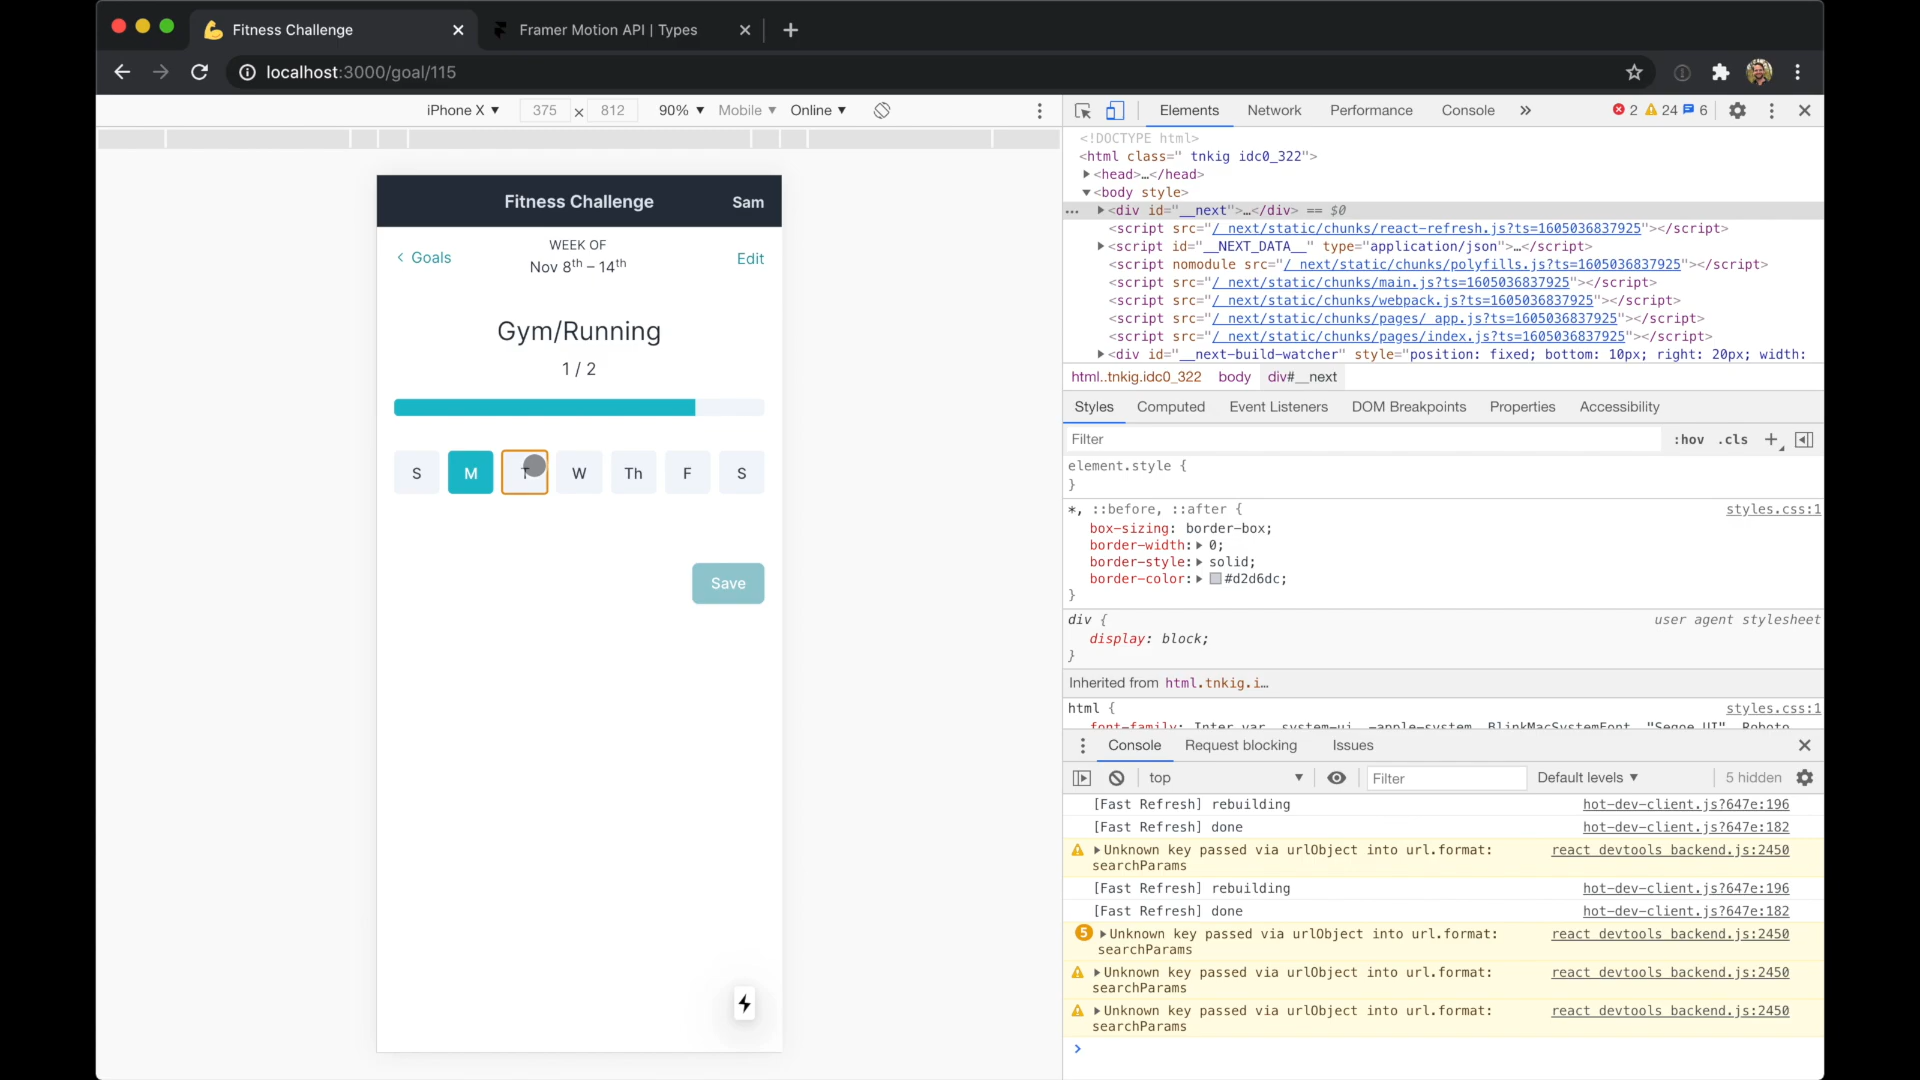 Fitness Challenge
Framer Motion API | Types
localhost:3000/goal/115
iPhone X ▼ 375 × 812 90% ▼ Mobile ▼ Online ▼
Fitness Challenge Sam
‹ Goals
WEEK OF
Nov 8th – 14th
Edit
Gym/Running
1 / 2
S M T W Th F S
Save
Elements Network Performance Console » 2 24 6
<!DOCTYPE html>
<html class=" tnkig idc0_322">
▶<head>…</head>
▼<body style>
… ▶<div id="__next">…</div> == $0
<script src="/_next/static/chunks/react-refresh.js?ts=1605036837925"></script>
▶<script id="__NEXT_DATA__" type="application/json">…</script>
<script nomodule src="/_next/static/chunks/polyfills.js?ts=1605036837925"></script>
<script src="/_next/static/chunks/main.js?ts=1605036837925"></script>
<script src="/_next/static/chunks/webpack.js?ts=1605036837925"></script>
<script src="/_next/static/chunks/pages/_app.js?ts=1605036837925"></script>
<script src="/_next/static/chunks/pages/index.js?ts=1605036837925"></script>
▶<div id="__next-build-watcher" style="position: fixed; bottom: 10px; right: 20px; width:
html..tnkig.idc0_322 body div#__next
Styles Computed Event Listeners DOM Breakpoints Properties Accessibility
Filter :hov .cls +
element.style {
}
*, ::before, ::after { styles.css:1
box-sizing: border-box;
border-width:▶ 0;
border-style:▶ solid;
border-color:▶ #d2d6dc;
}
div { user agent stylesheet
display: block;
}
Inherited from html.tnkig.i…
html { styles.css:1
font-family: Inter var, system-ui, -apple-system, BlinkMacSystemFont, "Segoe UI", Roboto,
Console Request blocking Issues
top ▼ Filter Default levels ▼ 5 hidden
[Fast Refresh] rebuilding hot-dev-client.js?647e:196
[Fast Refresh] done hot-dev-client.js?647e:182
▶Unknown key passed via urlObject into url.format: react_devtools_backend.js:2450
searchParams
[Fast Refresh] rebuilding hot-dev-client.js?647e:196
[Fast Refresh] done hot-dev-client.js?647e:182
5 ▶Unknown key passed via urlObject into url.format: react_devtools_backend.js:2450
searchParams
▶Unknown key passed via urlObject into url.format: react_devtools_backend.js:2450
searchParams
▶Unknown key passed via urlObject into url.format: react_devtools_backend.js:2450
searchParams
>